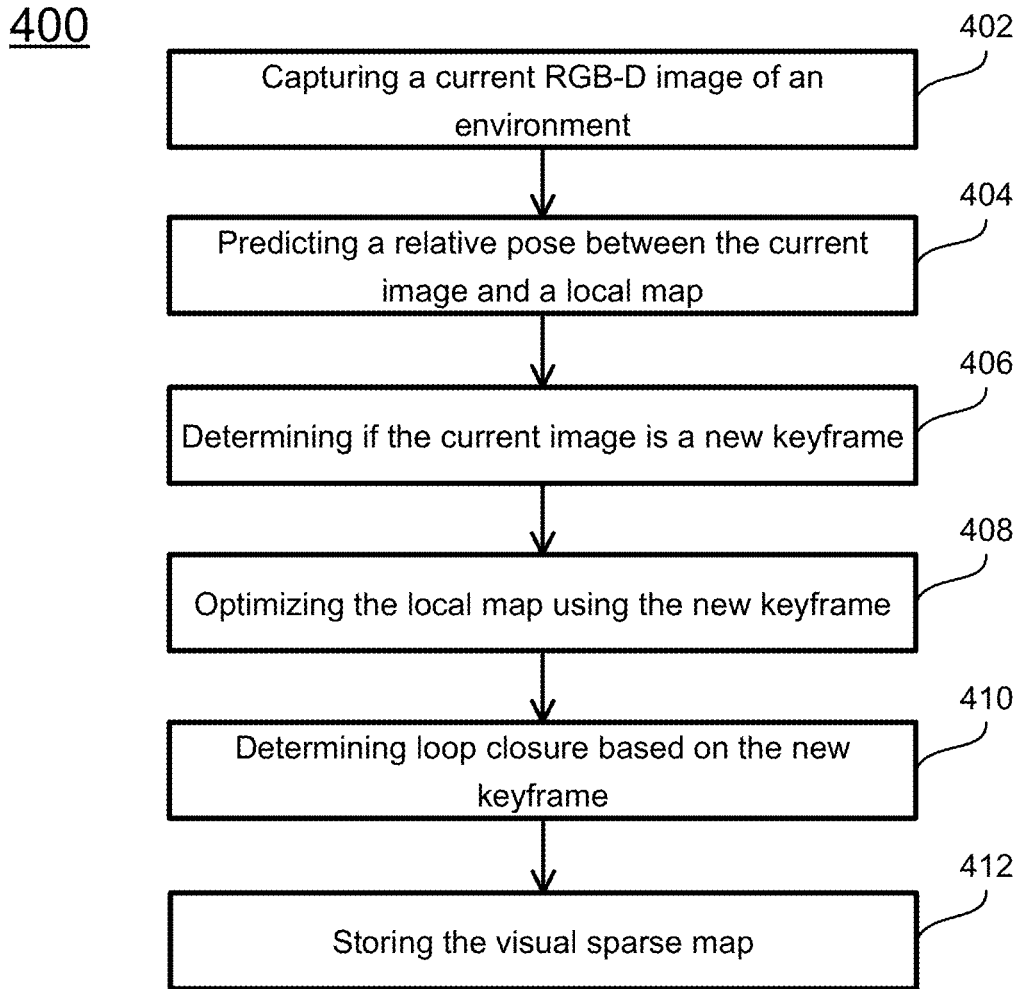 400
402
Capturing a current RGB-D image of an
environment
404
Predicting a relative pose between the current
image and a local map
406
Determining if the current image is a new keyframe
408
Optimizing the local map using the new keyframe
410
Determining loop closure based on the new
keyframe
412
Storing the visual sparse map